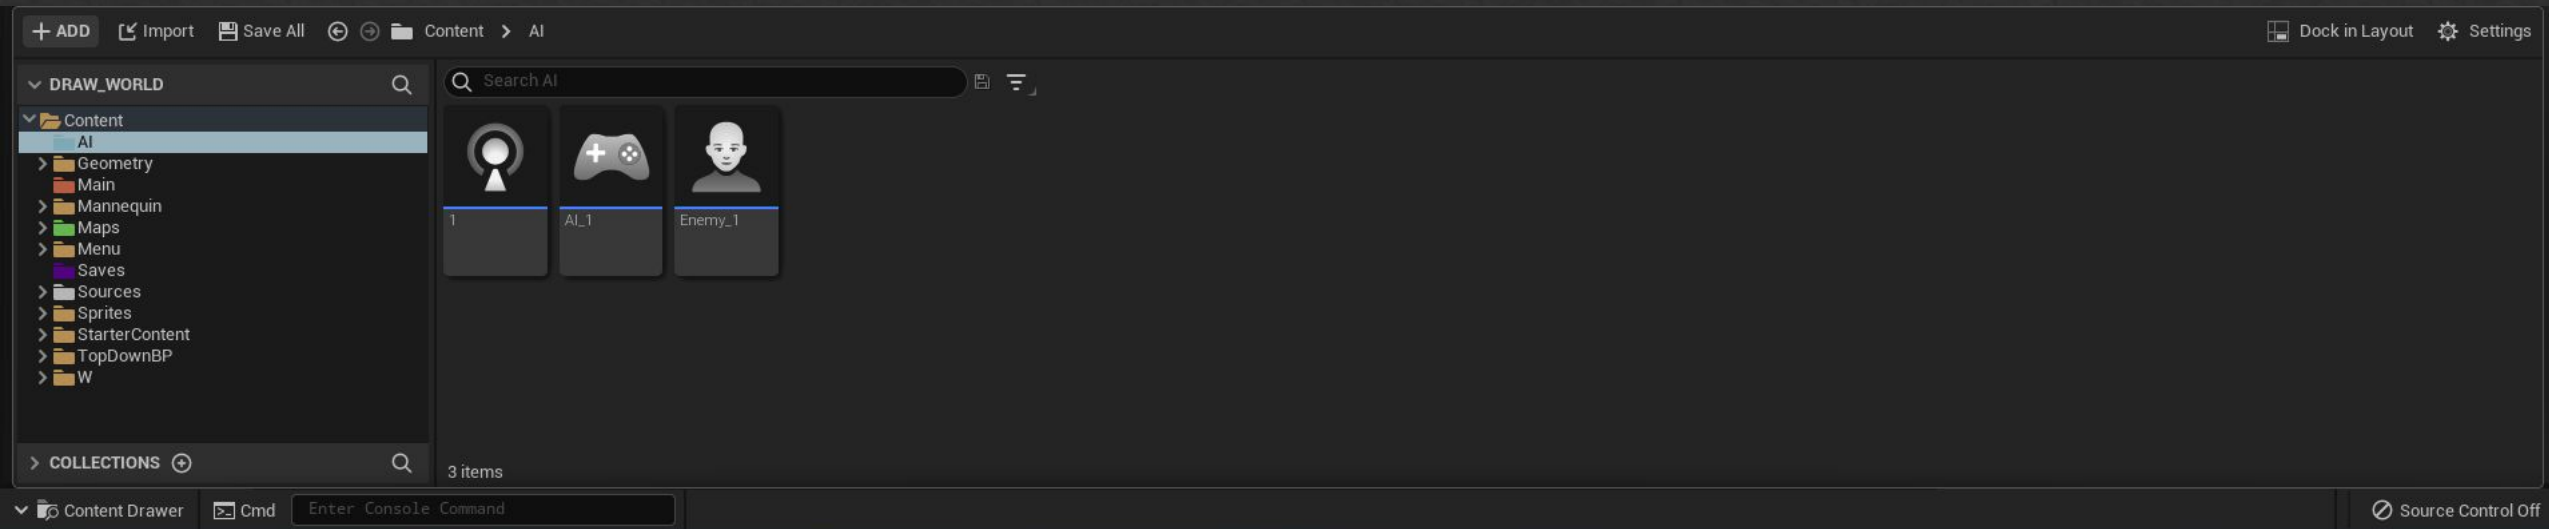 ADD Import Save All Content AI Dock in Layout Settings
DRAW_WORLD
Search AI
Content
AI
Geometry
Main
Mannequin
Maps
Menu
Saves
Sources
Sprites
StarterContent
TopDownBP
W
1 AI_1 Enemy_1
COLLECTIONS
3 items
Content Drawer Cmd Enter Console Command Source Control Off